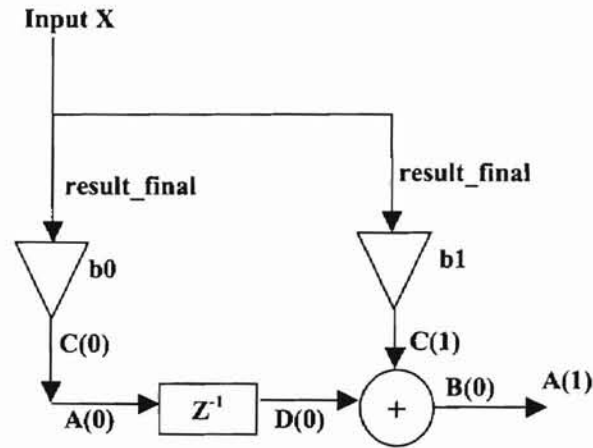 Input X
result_final
result_final
b0
b1
C(0)
C(1)
A(0)
Z-1
D(0)
+
B(0)
A(1)